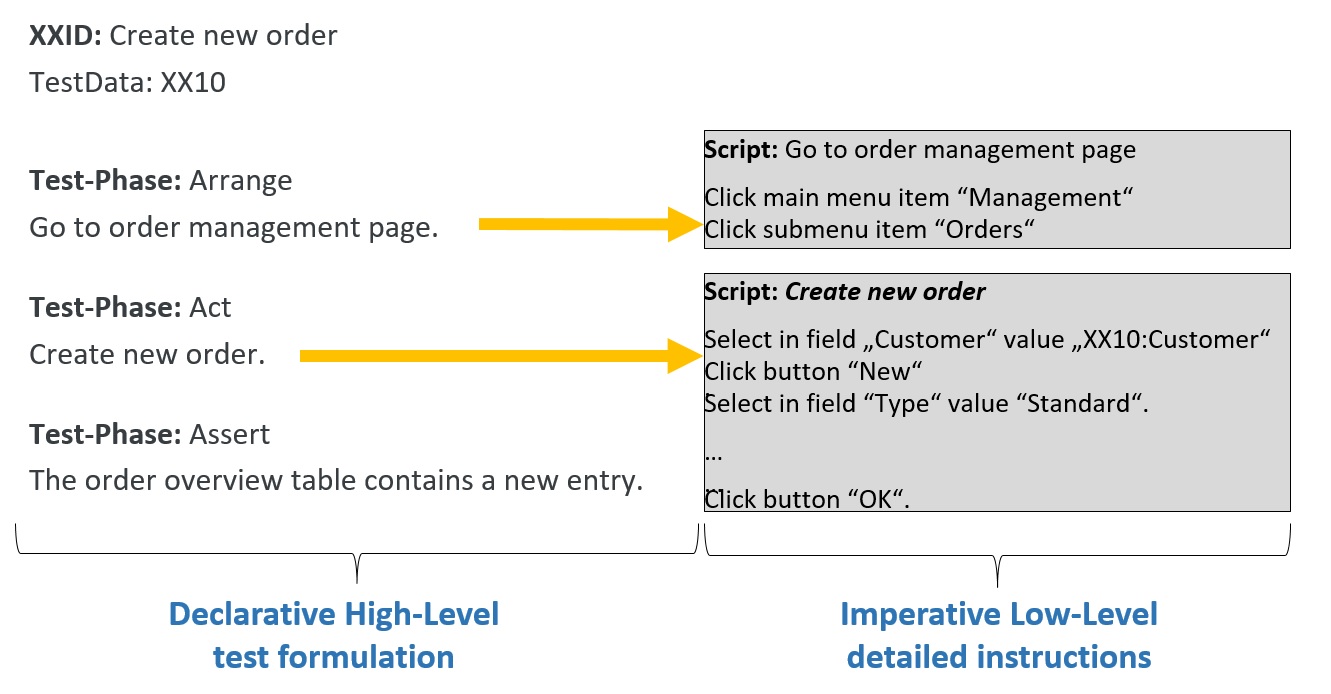 XXID: Create new order
TestData: XX10
Test-Phase: Arrange
Go to order management page.
Test-Phase: Act
Create new order.
Test-Phase: Assert
The order overview table contains a new entry.
Script: Go to order management page
Click main menu item “Management“
Click submenu item “Orders“
Script: Create new order
Select in field „Customer“ value „XX10:Customer“
Click button “New“
Select in field “Type“ value “Standard“.
...
...
Click button “OK“.
Declarative High-Level
test formulation
Imperative Low-Level
detailed instructions